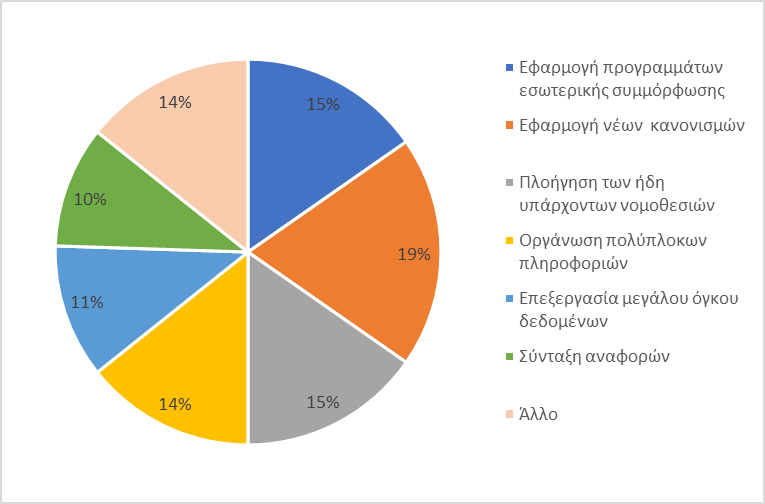 15%
19%
15%
14%
11%
10%
14%
Εφαρμογή προγραμμάτων
εσωτερικής συμμόρφωσης
Εφαρμογή νέων κανονισμών
Πλοήγηση των ήδη
υπάρχοντων νομοθεσιών
Οργάνωση πολύπλοκων
πληροφοριών
Επεξεργασία μεγάλου όγκου
δεδομένων
Σύνταξη αναφορών
Άλλο